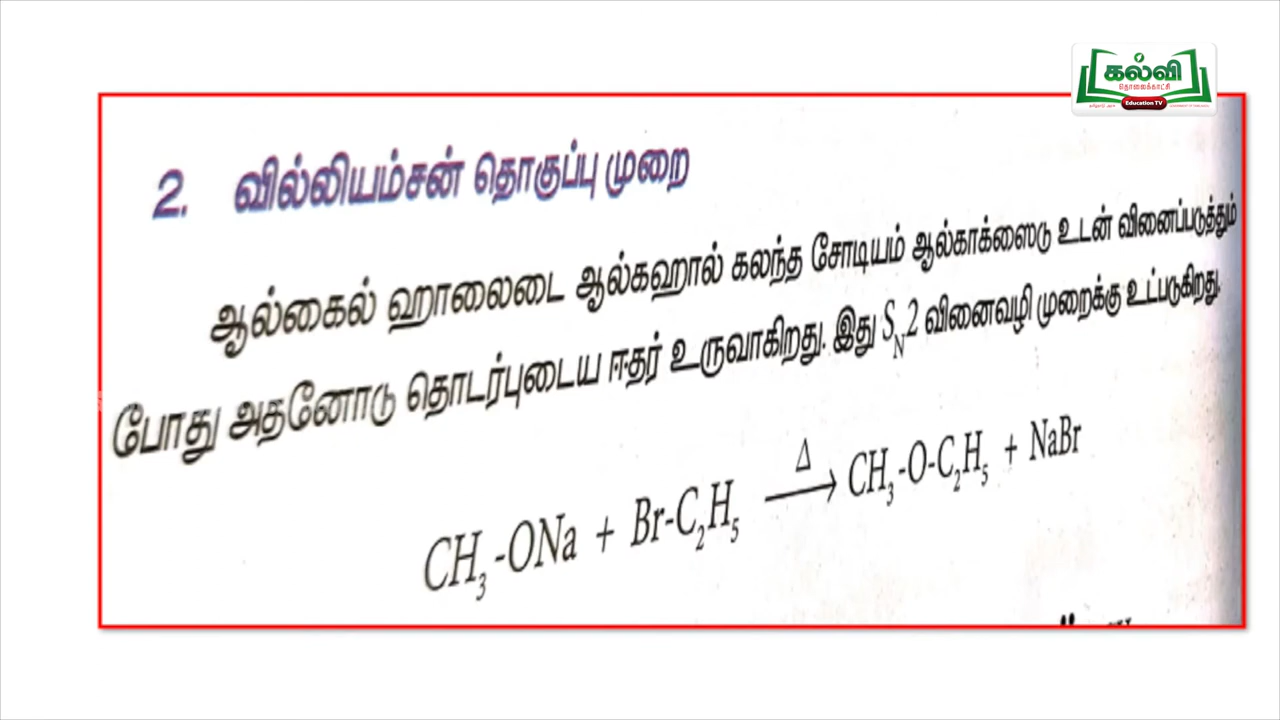 கல்வி
தொலைக்காட்சி
Education TV
2. வில்லியம்சன் தொகுப்பு முறை
ஆல்கைல் ஹாலைடை ஆல்கஹால் கலந்த சோடியம் ஆல்காக்ஸைடு உடன் வினைப்படுத்தும்
போது அதனோடு தொடர்புடைய ஈதர் உருவாகிறது. இது S_N2 வினைவழி முறைக்கு உட்படுகிறது.
Δ
CH₃-ONa + Br-C₂H₅ ⟶ CH₃-O-C₂H₅ + NaBr